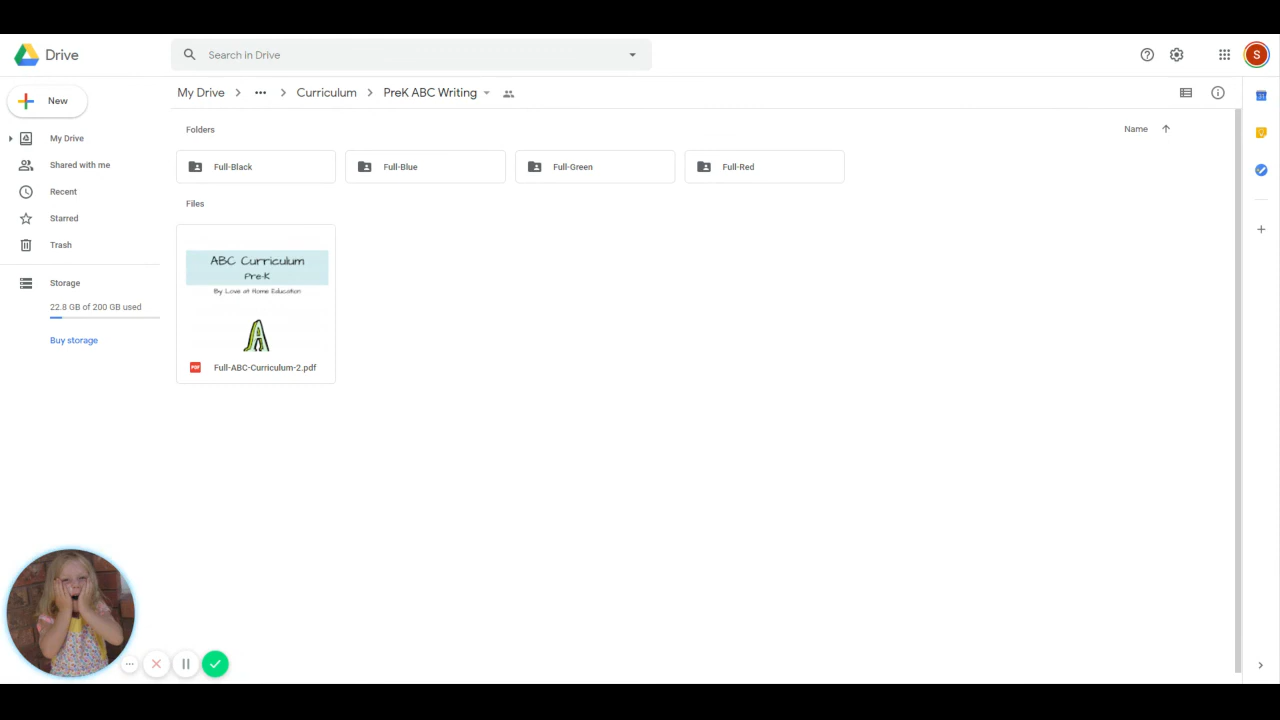 Drive
Search in Drive
S
New
My Drive
Curriculum
PreK ABC Writing
My Drive
Shared with me
Recent
Starred
Trash
Storage
22.8 GB of 200 GB used
Buy storage
Folders
Name
Full-Black
Full-Blue
Full-Green
Full-Red
Files
ABC Curriculum
Pre-K
By Love at Home Education
A
PDF
Full-ABC-Curriculum-2.pdf